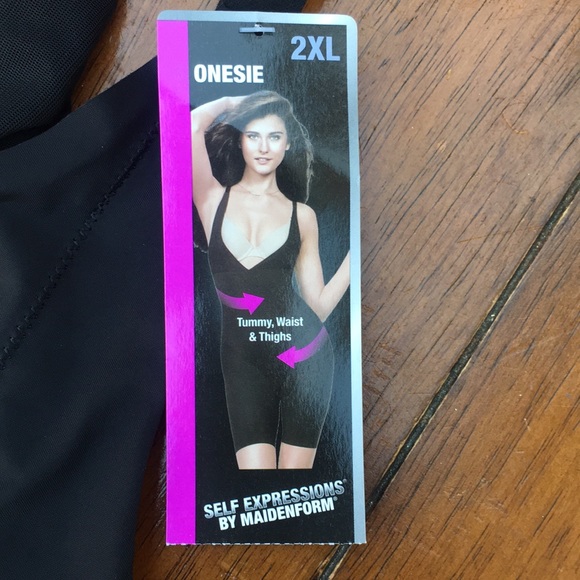 2XL
ONESIE
Tummy, Waist
& Thighs
SELF EXPRESSIONS®
BY MAIDENFORM®